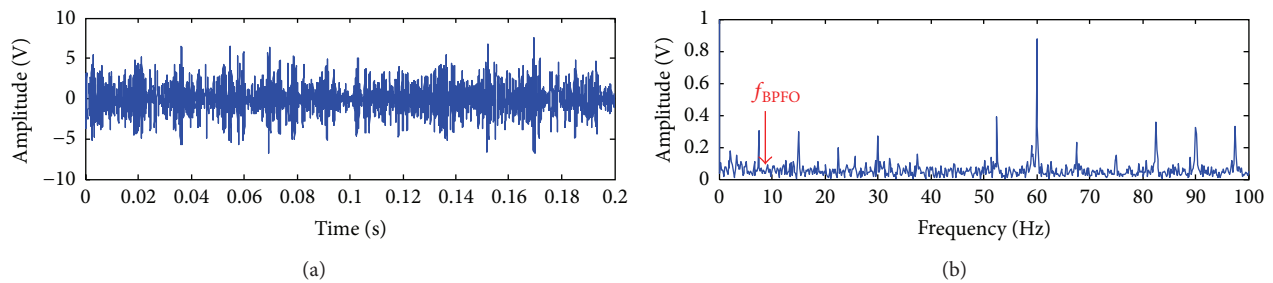 10
5
0
−5
−10
Amplitude (V)
0 0.02 0.04 0.06 0.08 0.1 0.12 0.14 0.16 0.18 0.2
Time (s)
(a)
1
0.8
0.6
0.4
0.2
0
Amplitude (V)
fBPFO
0 10 20 30 40 50 60 70 80 90 100
Frequency (Hz)
(b)